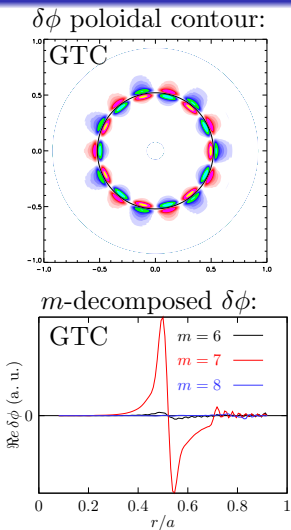 δϕ poloidal contour:
GTC
1.0
0.5
0.0
−0.5
−1.0
−1.0 −0.5 0.0 0.5 1.0
m-decomposed δϕ:
GTC
m = 6
m = 7
m = 8
ℜe δϕ (a. u.)
0
0 0.2 0.4 0.6 0.8 1
r/a